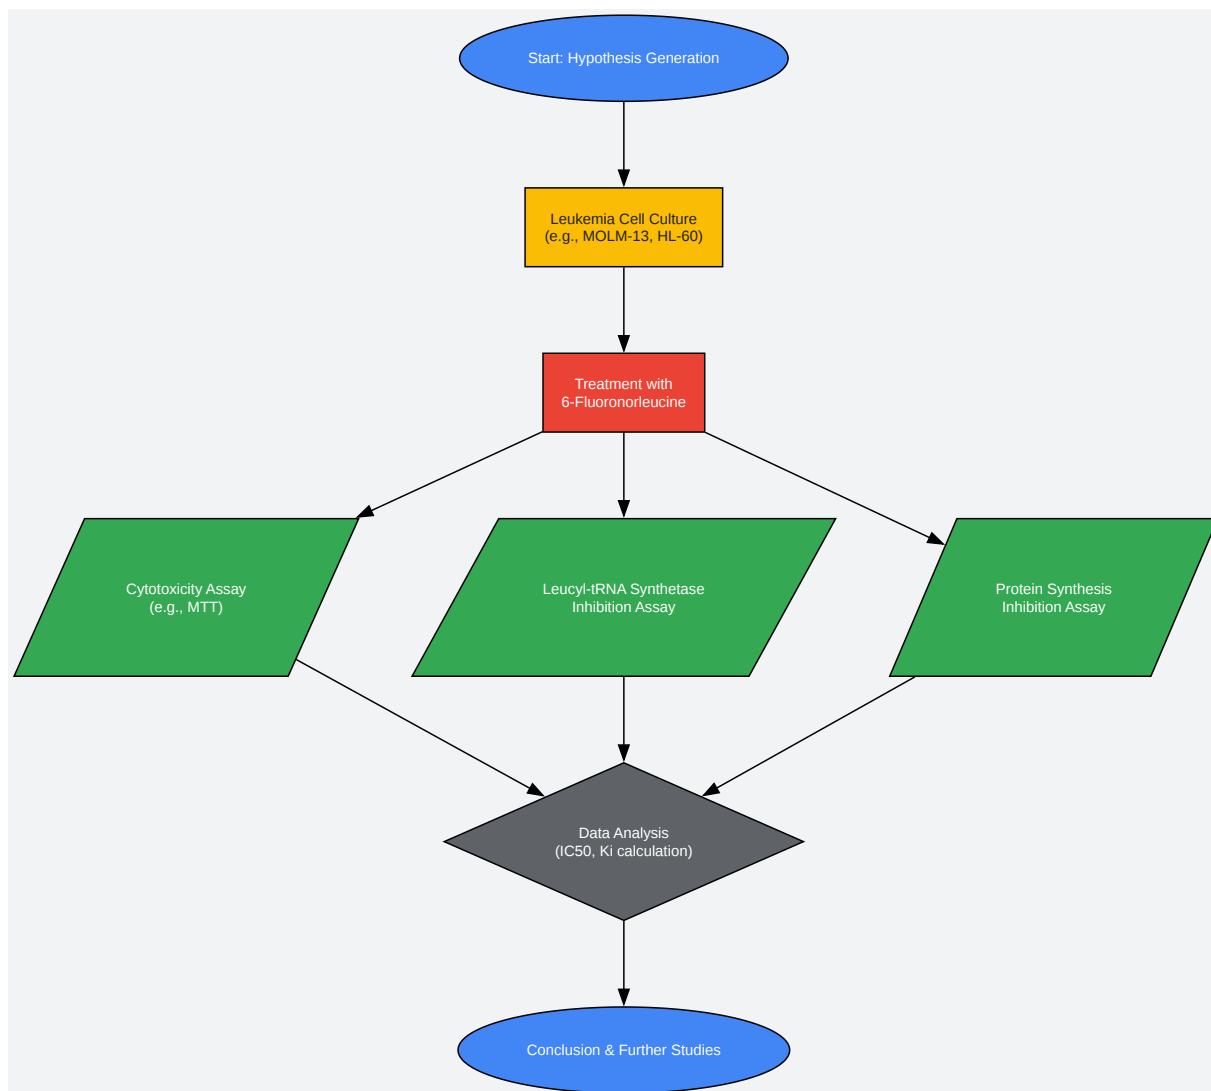 Start: Hypothesis Generation
Leukemia Cell Culture
(e.g., MOLM-13, HL-60)
Treatment with
6-Fluoronorleucine
Cytotoxicity Assay
(e.g., MTT)
Leucyl-tRNA Synthetase
Inhibition Assay
Protein Synthesis
Inhibition Assay
Data Analysis
(IC50, Ki calculation)
Conclusion & Further Studies